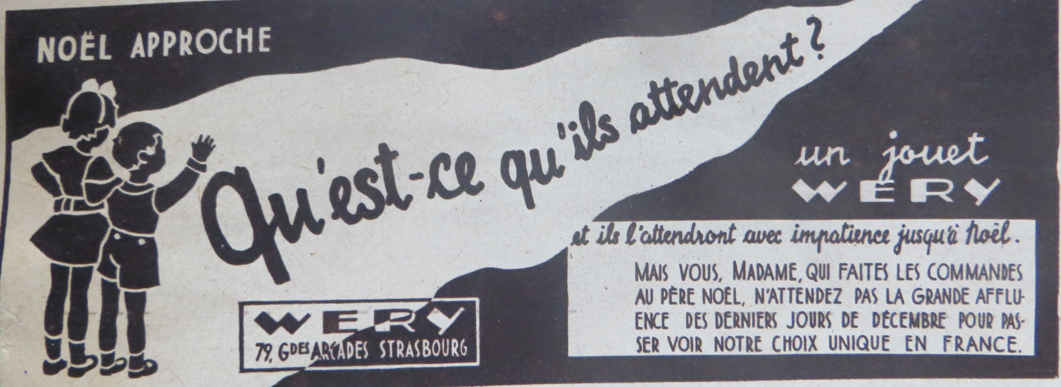 NOËL APPROCHE
Qu'est-ce qu'ils attendent?
un jouet
WERY
et ils l'attendront avec impatience jusqu'à Noël.
MAIS VOUS, MADAME, QUI FAITES LES COMMANDES
AU PÈRE NOËL, N'ATTENDEZ PAS LA GRANDE AFFLU-
ENCE DES DERNIERS JOURS DE DÉCEMBRE POUR PAS-
SER VOIR NOTRE CHOIX UNIQUE EN FRANCE.
WERY
79, GDES ARCADES STRASBOURG